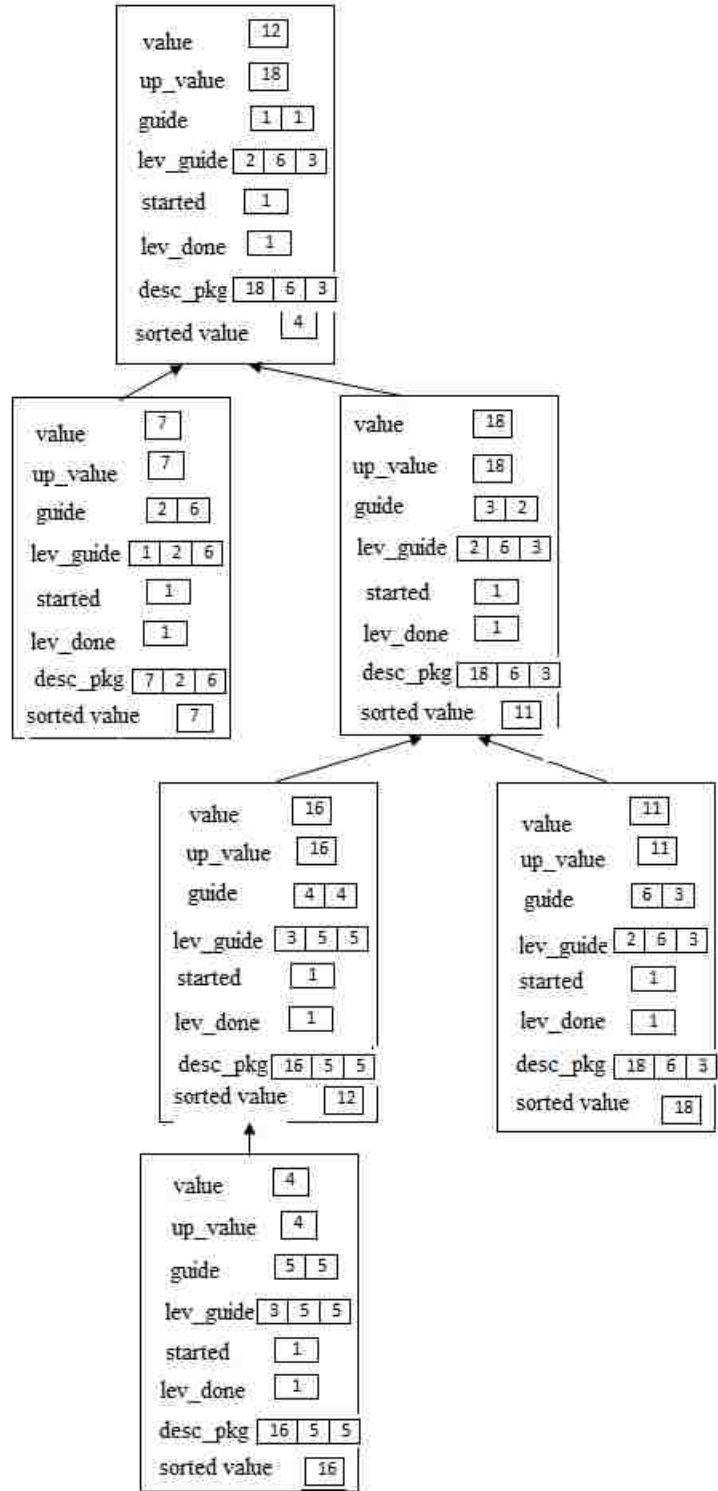 value 12
up_value 18
guide 1 1
lev_guide 2 6 3
started 1
lev_done 1
desc_pkg 18 6 3
sorted value 4
value 7
up_value 7
guide 2 6
lev_guide 1 2 6
started 1
lev_done 1
desc_pkg 7 2 6
sorted value 7
value 18
up_value 18
guide 3 2
lev_guide 2 6 3
started 1
lev_done 1
desc_pkg 18 6 3
sorted value 11
value 16
up_value 16
guide 4 4
lev_guide 3 5 5
started 1
lev_done 1
desc_pkg 16 5 5
sorted value 12
value 11
up_value 11
guide 6 3
lev_guide 2 6 3
started 1
lev_done 1
desc_pkg 18 6 3
sorted value 18
value 4
up_value 4
guide 5 5
lev_guide 3 5 5
started 1
lev_done 1
desc_pkg 16 5 5
sorted value 16